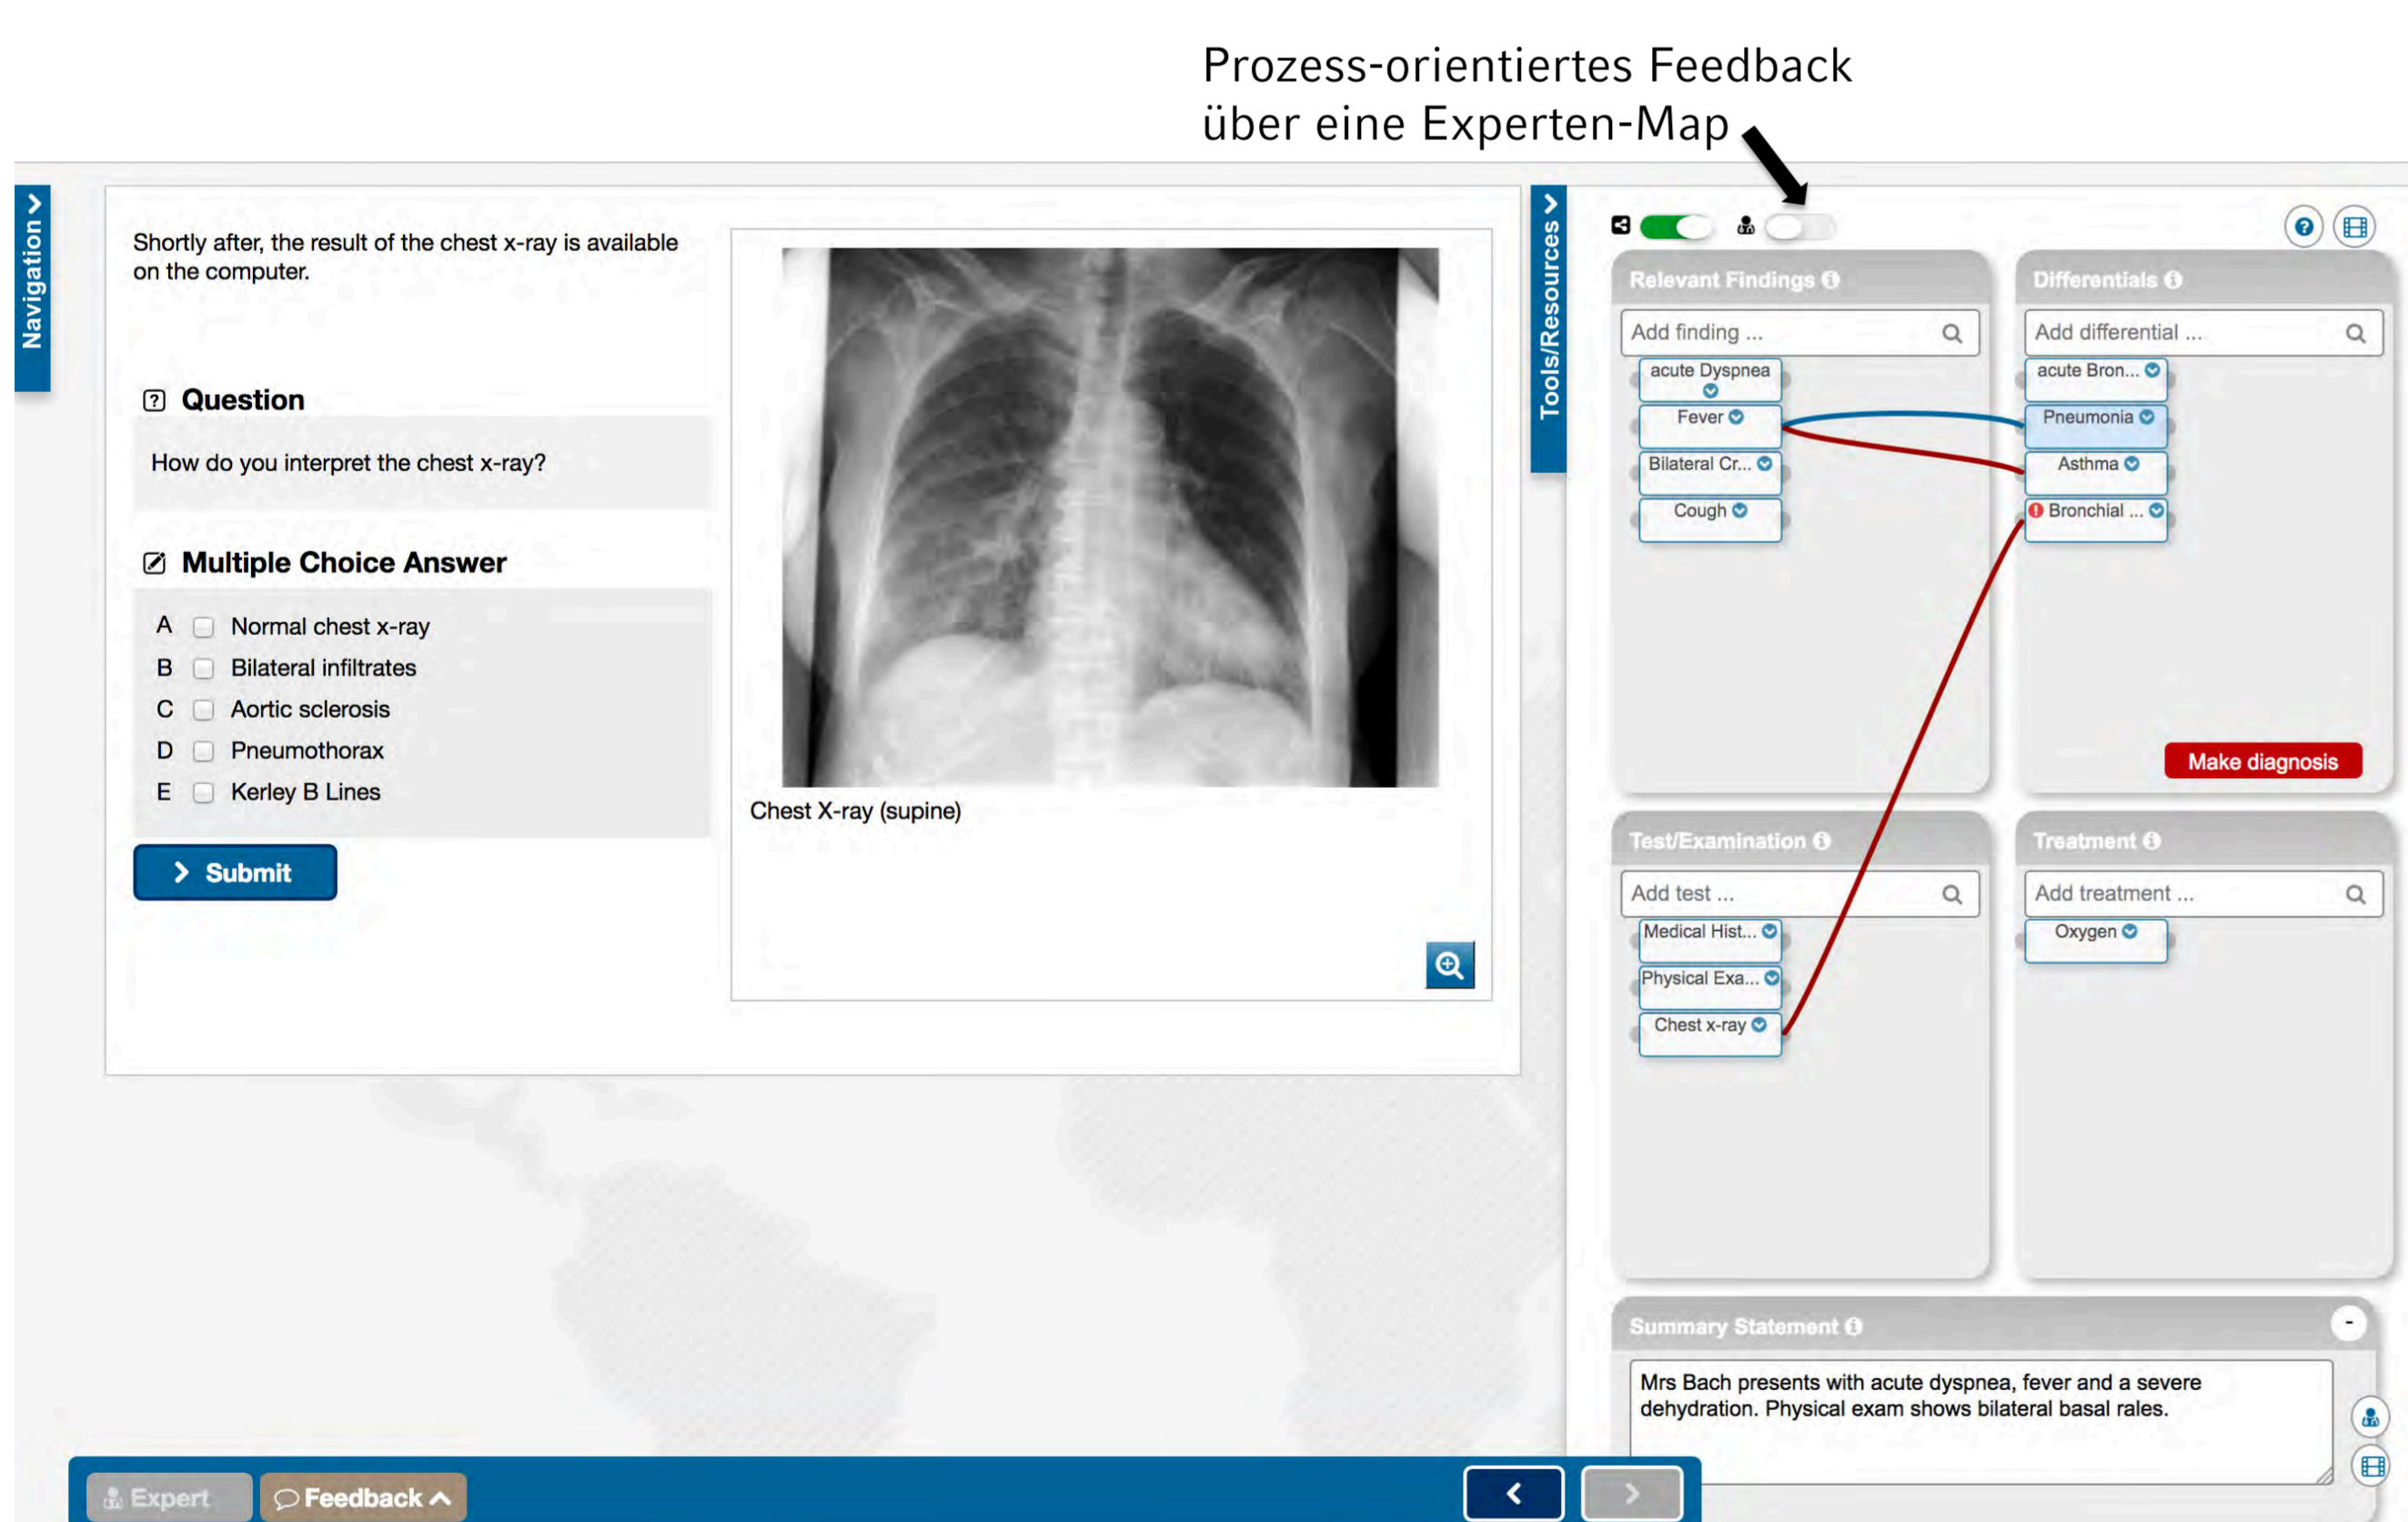 Prozess-orientiertes Feedback
über eine Experten-Map
Navigation
Shortly after, the result of the chest x-ray is available
on the computer.
Question
How do you interpret the chest x-ray?
Multiple Choice Answer
A Normal chest x-ray
B Bilateral infiltrates
C Aortic sclerosis
D Pneumothorax
E Kerley B Lines
Submit
Chest X-ray (supine)
Tools/Resources
Relevant Findings
Add finding ...
acute Dyspnea
Fever
Bilateral Cr...
Cough
Differentials
Add differential ...
acute Bron...
Pneumonia
Asthma
Bronchial ...
Make diagnosis
Test/Examination
Add test ...
Medical Hist...
Physical Exa...
Chest x-ray
Treatment
Add treatment ...
Oxygen
Summary Statement
Mrs Bach presents with acute dyspnea, fever and a severe
dehydration. Physical exam shows bilateral basal rales.
Expert
Feedback